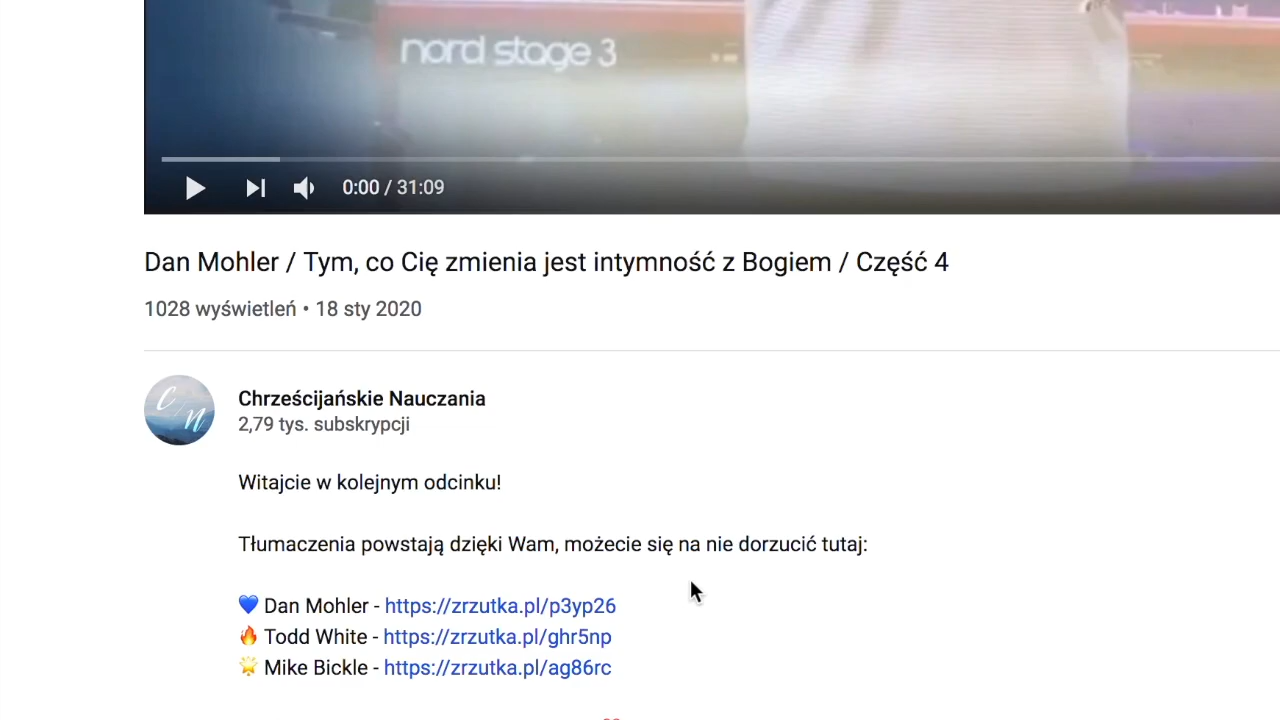 nord stage 3
0:00 / 31:09
Dan Mohler / Tym, co Cię zmienia jest intymność z Bogiem / Część 4
1028 wyświetleń • 18 sty 2020
C/n
Chrześcijańskie Nauczania
2,79 tys. subskrypcji
Witajcie w kolejnym odcinku!
Tłumaczenia powstają dzięki Wam, możecie się na nie dorzucić tutaj:
💙 Dan Mohler - https://zrzutka.pl/p3yp26
🔥 Todd White - https://zrzutka.pl/ghr5np
🌟 Mike Bickle - https://zrzutka.pl/ag86rc